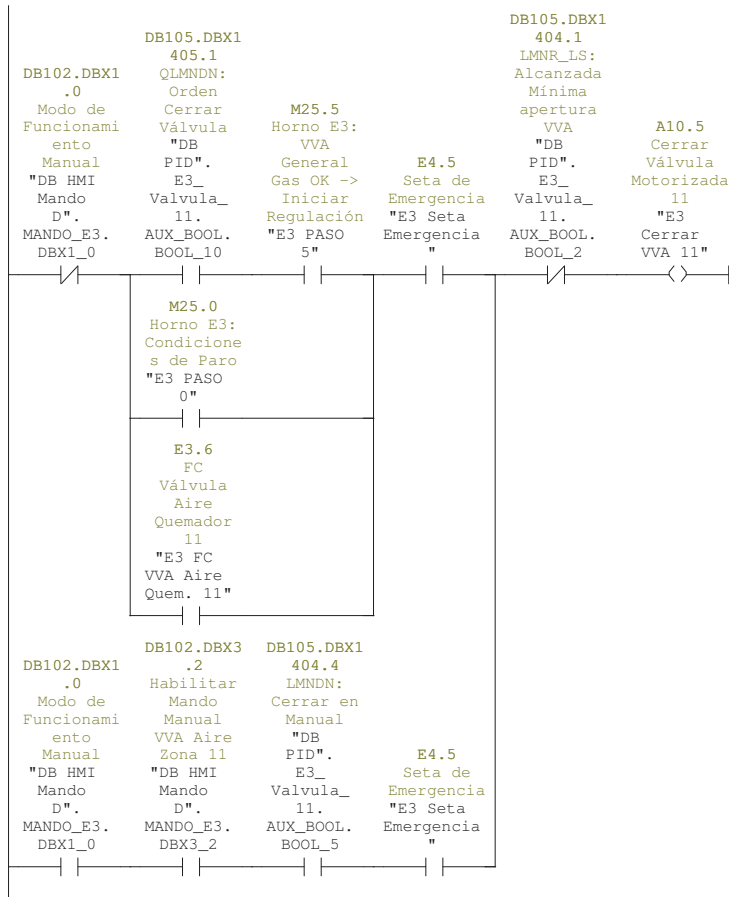 DB102.DBX1
.0
Modo de
Funcionami
ento
Manual
"DB HMI
Mando
D".
MANDO_E3.
DBX1_0
DB105.DBX1
405.1
QLMNDN:
Orden
Cerrar
Válvula
"DB
PID".
E3_
Valvula_
11.
AUX_BOOL.
BOOL_10
M25.5
Horno E3:
VVA
General
Gas OK ->
Iniciar
Regulación
"E3 PASO
5"
E4.5
Seta de
Emergencia
"E3 Seta
Emergencia
"
DB105.DBX1
404.1
LMNR_LS:
Alcanzada
Mínima
apertura
VVA
"DB
PID".
E3_
Valvula_
11.
AUX_BOOL.
BOOL_2
A10.5
Cerrar
Válvula
Motorizada
11
"E3
Cerrar
VVA 11"
M25.0
Horno E3:
Condicione
s de Paro
"E3 PASO
0"
E3.6
FC
Válvula
Aire
Quemador
11
"E3 FC
VVA Aire
Quem. 11"
DB102.DBX1
.0
Modo de
Funcionami
ento
Manual
"DB HMI
Mando
D".
MANDO_E3.
DBX1_0
DB102.DBX3
.2
Habilitar
Mando
Manual
VVA Aire
Zona 11
"DB HMI
Mando
D".
MANDO_E3.
DBX3_2
DB105.DBX1
404.4
LMNDN:
Cerrar en
Manual
"DB
PID".
E3_
Valvula_
11.
AUX_BOOL.
BOOL_5
E4.5
Seta de
Emergencia
"E3 Seta
Emergencia
"